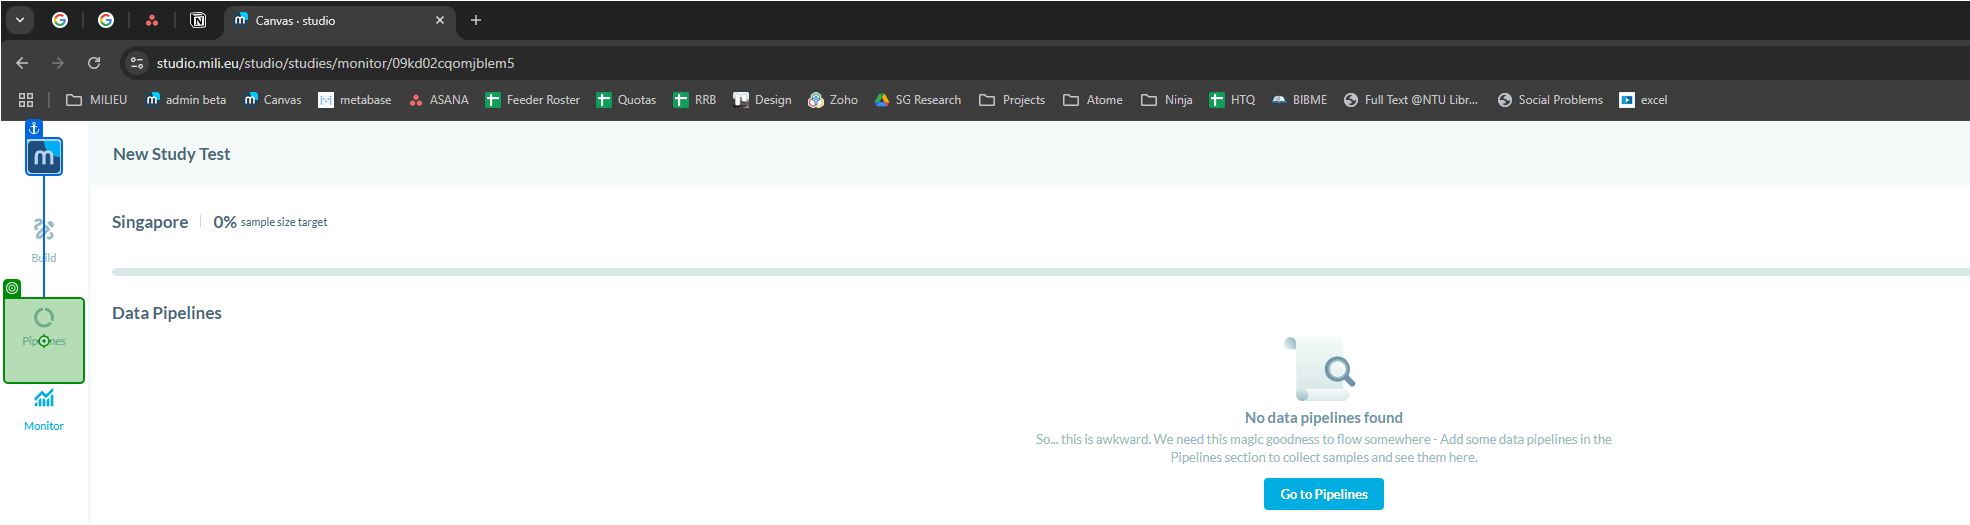 Canvas · studio
studio.mili.eu/studio/studies/monitor/09kd02cqomjblem5
MILIEU admin beta Canvas metabase ASANA Feeder Roster Quotas RRB Design Zoho SG Research Projects Atome Ninja HTQ BIBME Full Text @NTU Libr... Social Problems excel
m
New Study Test
Singapore 0% sample size target
Build
Data Pipelines
Pipelines
Monitor
No data pipelines found
So... this is awkward. We need this magic goodness to flow somewhere - Add some data pipelines in the
Pipelines section to collect samples and see them here.
Go to Pipelines